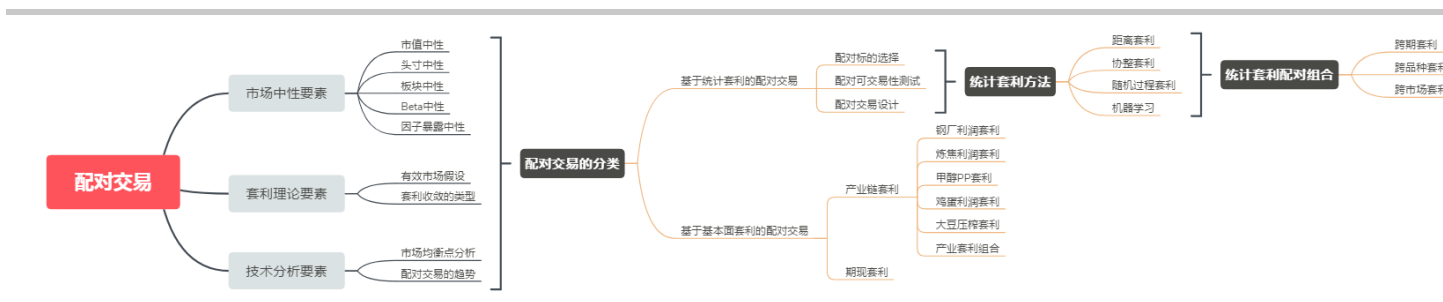 配对交易
市场中性要素
市值中性
头寸中性
板块中性
Beta中性
因子暴露中性
套利理论要素
有效市场假设
套利收敛的类型
技术分析要素
市场均衡点分析
配对交易的趋势
配对交易的分类
基于统计套利的配对交易
配对标的选择
配对可交易性测试
配对交易设计
统计套利方法
距离套利
协整套利
随机过程套利
机器学习
统计套利配对组合
跨期套利
跨品种套利
跨市场套利
基于基本面套利的配对交易
产业链套利
钢厂利润套利
炼焦利润套利
甲醇PP套利
鸡蛋利润套利
大豆压榨套利
产业套利组合
期现套利